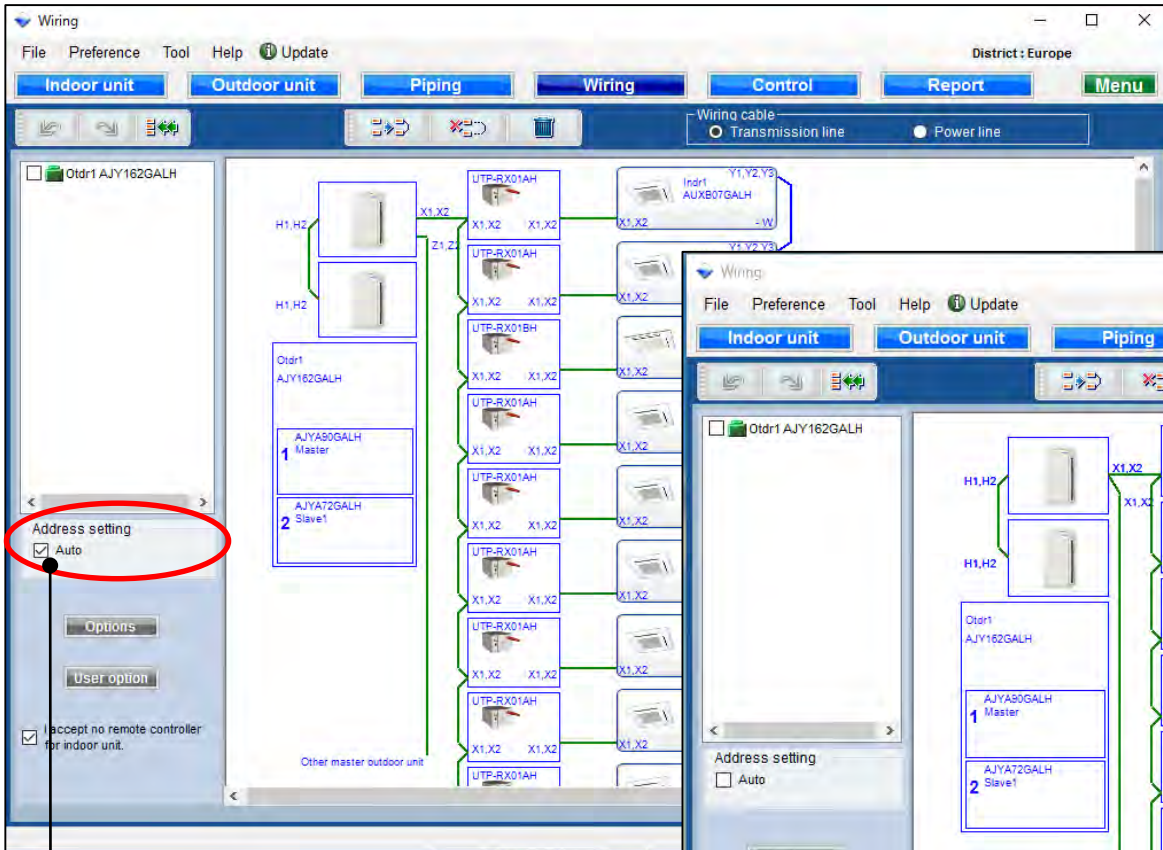 Wiring
File Preference Tool Help Update
District : Europe
Indoor unit Outdoor unit Piping Wiring Control Report Menu
Wiring cable
Transmission line Power line
Otdr1 AJY162GALH
Address setting
Auto
Options
User option
I accept no remote controller
for indoor unit.
H1,H2
X1,X2
H1,H2
Otdr1
AJY162GALH
AJYA90GALH
1 Master
AJYA72GALH
2 Slave1
Other master outdoor unit
UTP-RX01AH
X1,X2 X1,X2
UTP-RX01AH
X1,X2 X1,X2
UTP-RX01BH
X1,X2 X1,X2
UTP-RX01AH
X1,X2 X1,X2
UTP-RX01AH
X1,X2 X1,X2
UTP-RX01AH
X1,X2 X1,X2
UTP-RX01AH
X1,X2 X1,X2
UTP-RX01AH
X1,X2 X1,X2
UTP-RX01AH
Y1,Y2,Y3
Indr1
AUXB07GALH
X1,X2 - W
Y1,Y2,Y3
X1,X2
X1,X2
X1,X2
X1,X2
X1,X2
X1,X2
X1,X2
Wiring
File Preference Tool Help Update
Indoor unit Outdoor unit Piping
Otdr1 AJY162GALH
Address setting
Auto
H1,H2
X1,X2
X1,X2
H1,H2
Otdr1
AJY162GALH
AJYA90GALH
1 Master
AJYA72GALH
2 Slave1